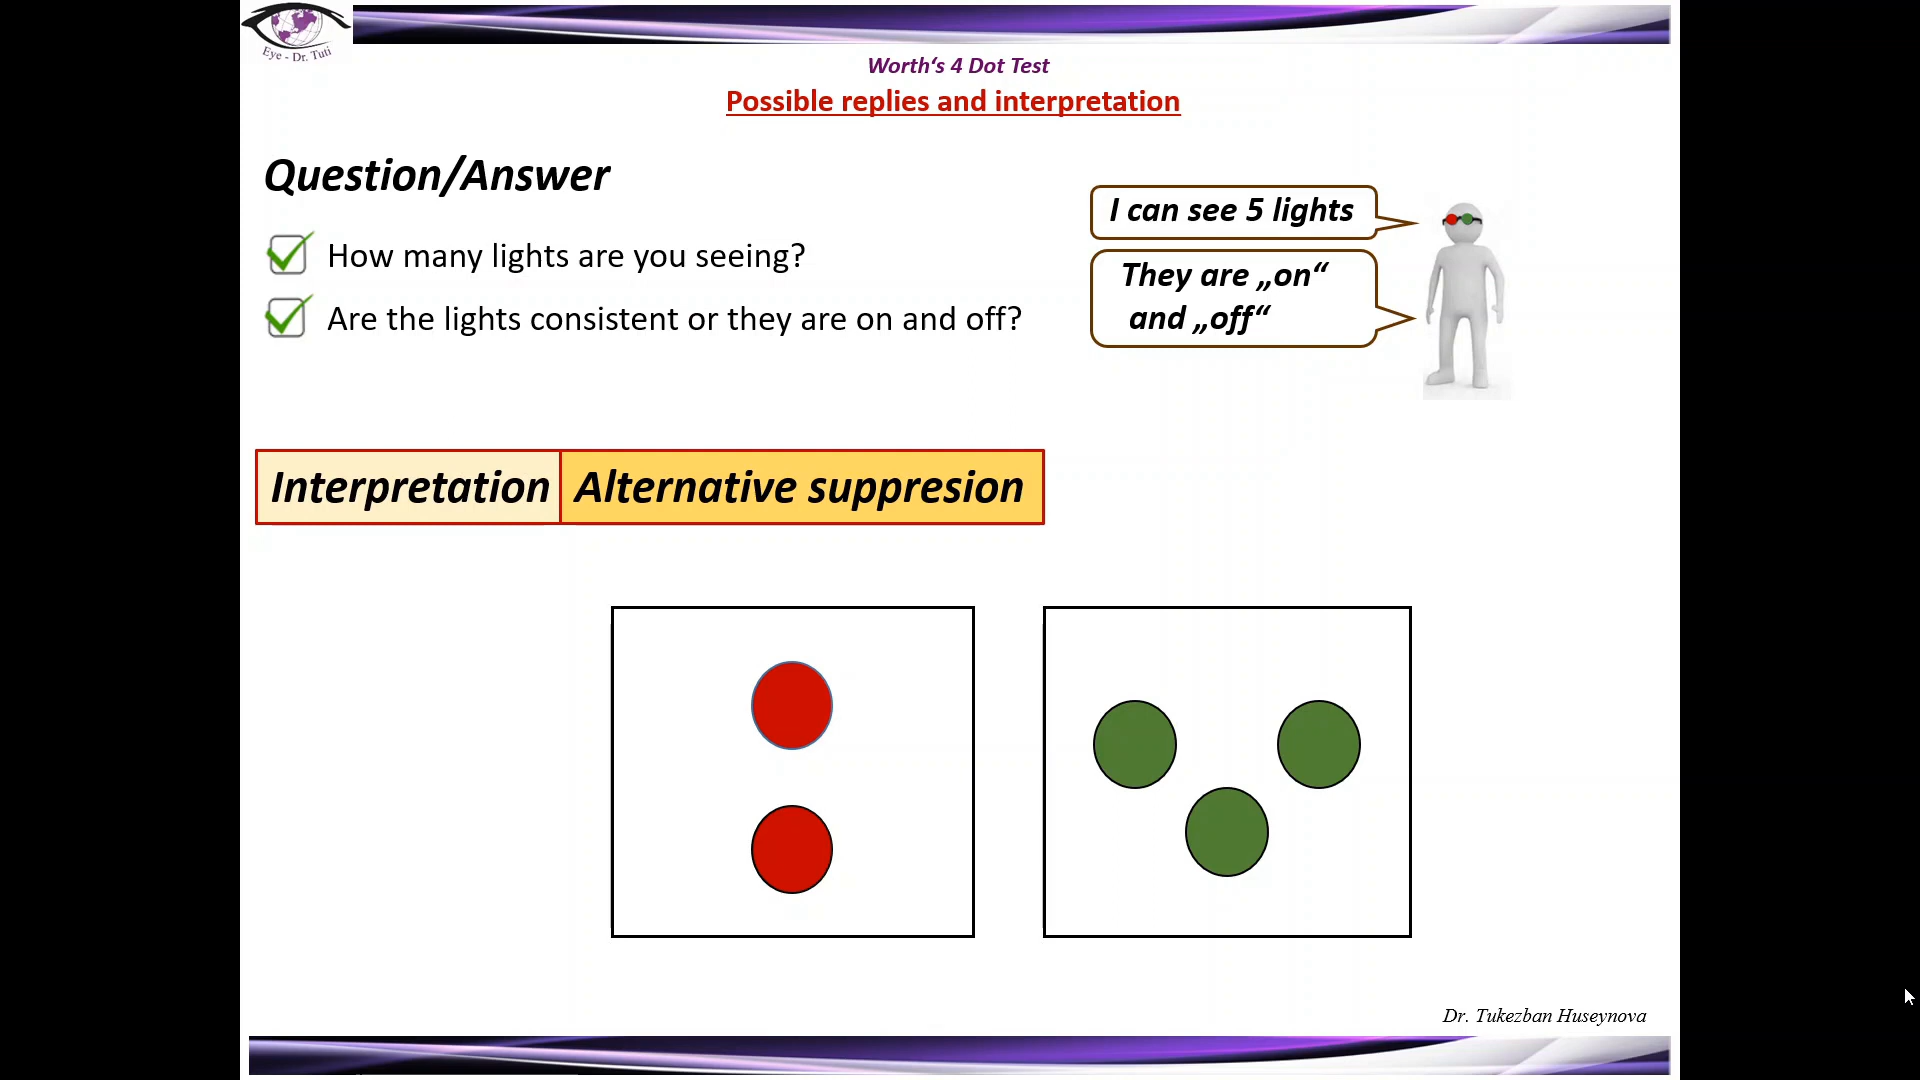 Eye - Dr. Tuti
Worth‘s 4 Dot Test
Possible replies and interpretation
Question/Answer
How many lights are you seeing?
Are the lights consistent or they are on and off?
I can see 5 lights
They are „on“
and „off“
Interpretation
Alternative suppresion
Dr. Tukezban Huseynova